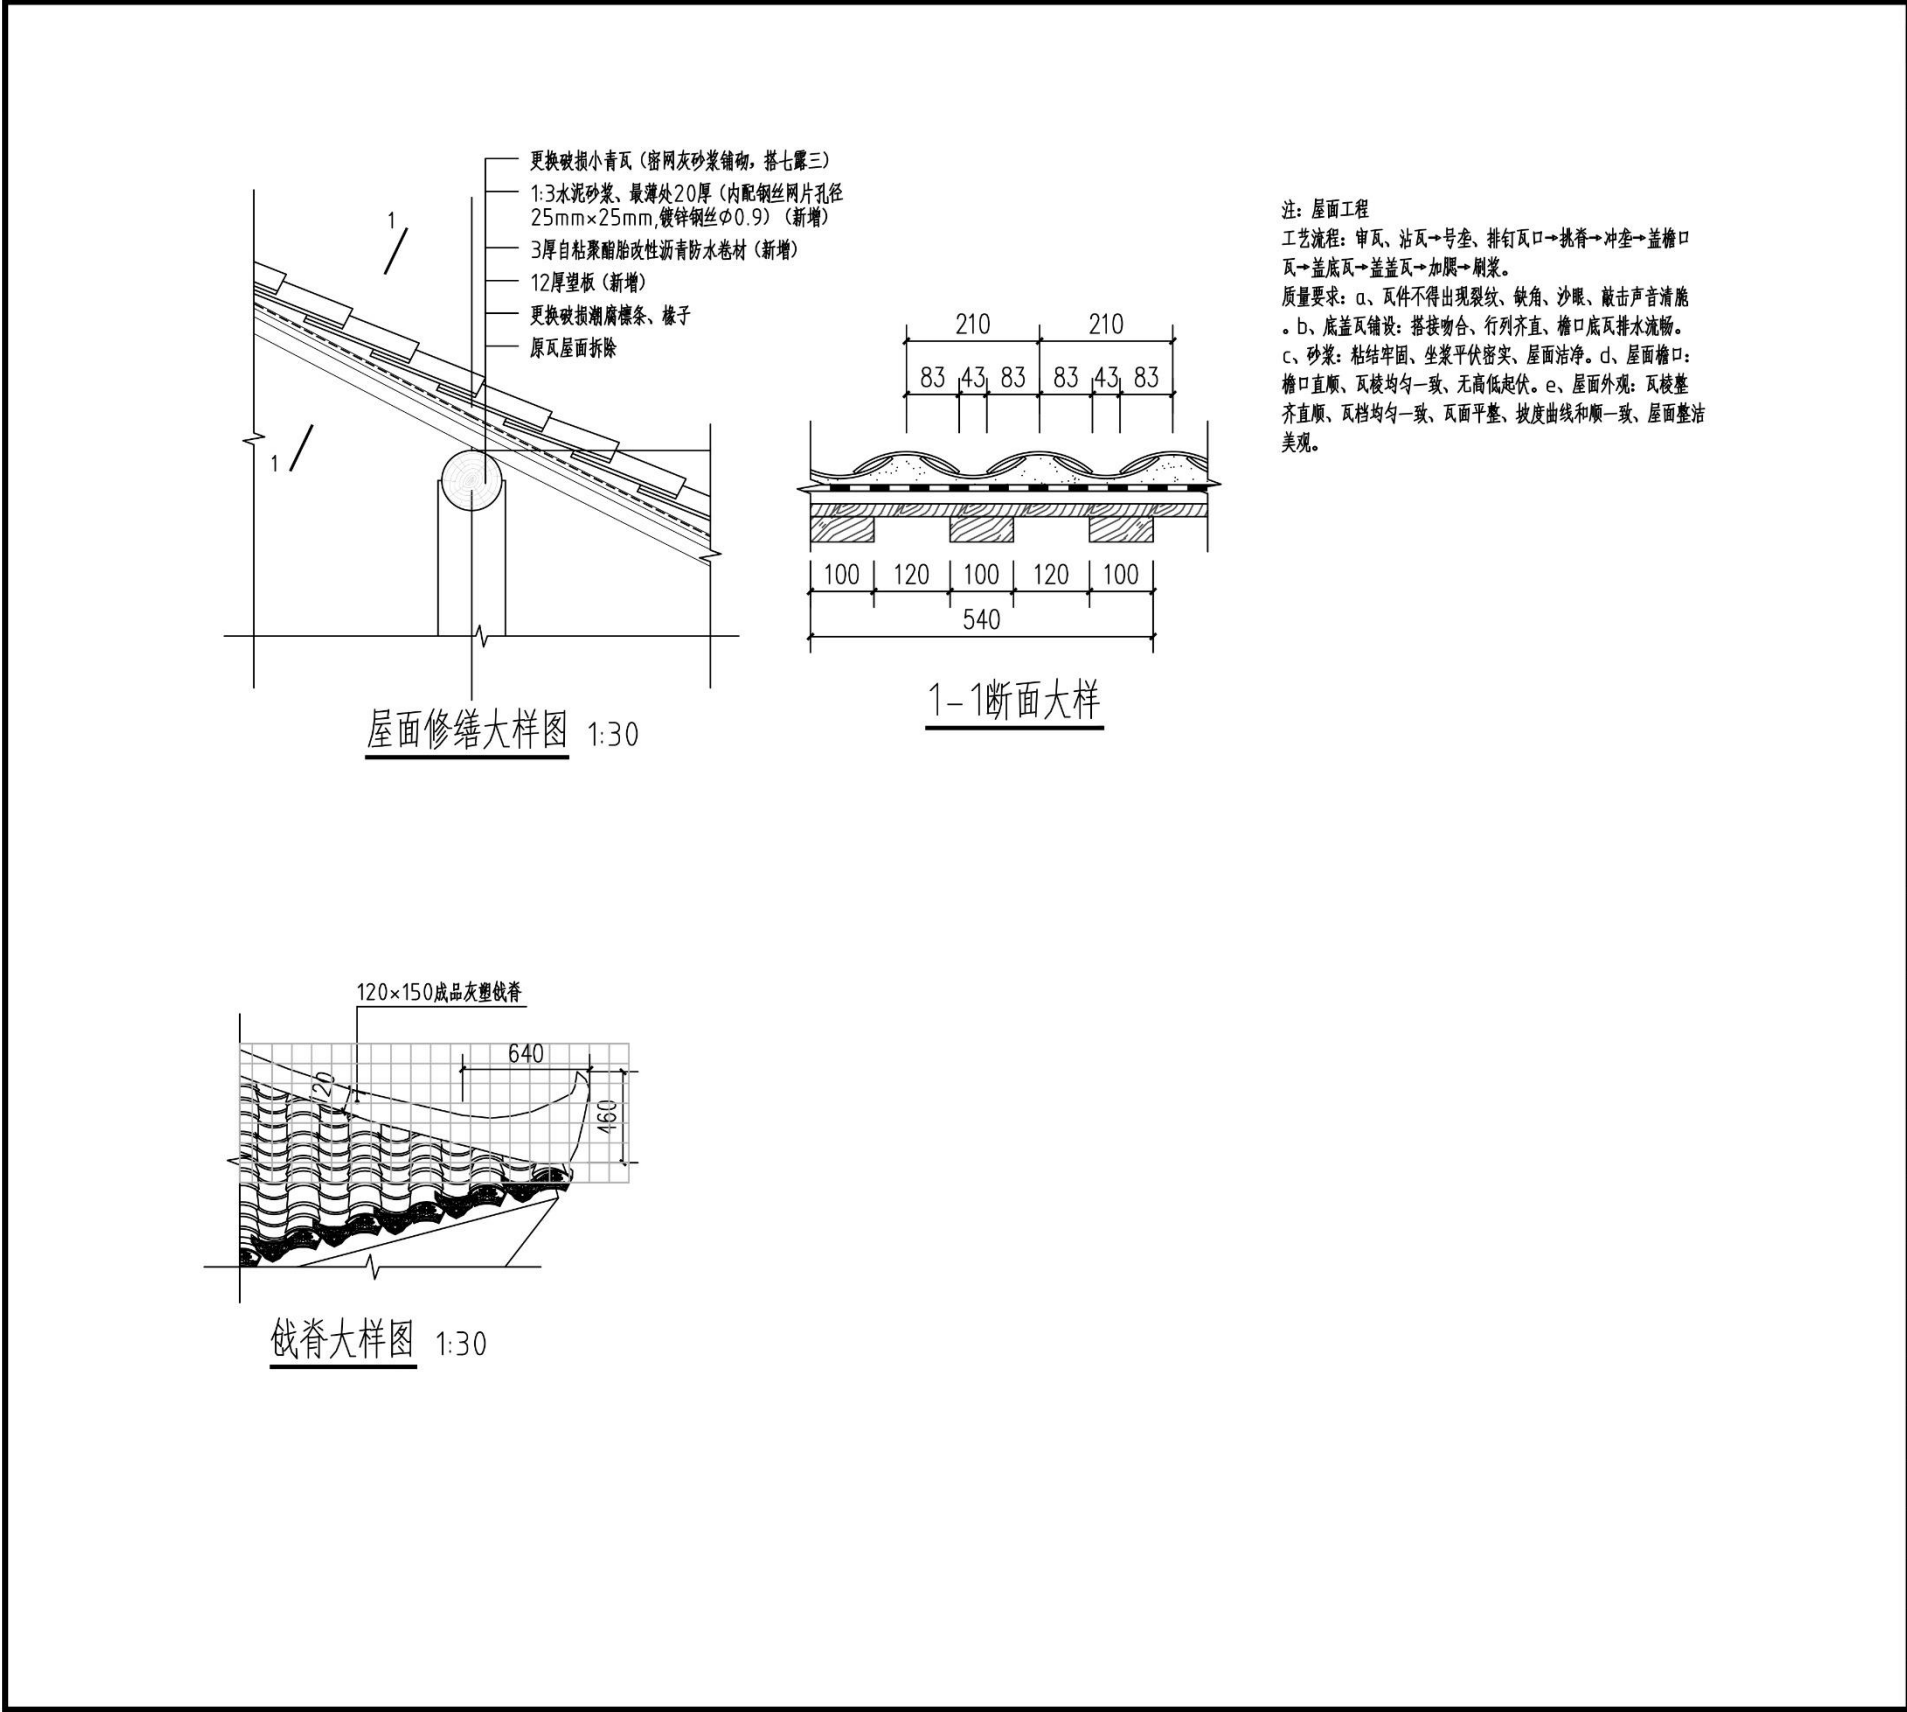 更换破损小青瓦（密网灰砂浆铺砌，搭七露三）
1:3水泥砂浆、最薄处20厚（内配钢丝网片孔径
25mm×25mm,镀锌钢丝Φ0.9）（新增）
3厚自粘聚酯胎改性沥青防水卷材（新增）
12厚望板（新增）
更换破损潮腐檩条、椽子
原瓦屋面拆除
1
1
屋面修缮大样图 1:30
210 210
83 43 83 83 43 83
100 120 100 120 100
540
1-1断面大样
注：屋面工程
工艺流程：审瓦、沾瓦→号垄、排钉瓦口→挑脊→冲垄→盖檐口
瓦→盖底瓦→盖盖瓦→加腮→刷浆。
质量要求：a、瓦件不得出现裂纹、缺角、沙眼、敲击声音清脆
。b、底盖瓦铺设：搭接吻合、行列齐直、檐口底瓦排水流畅。
c、砂浆：粘结牢固、坐浆平伏密实、屋面洁净。d、屋面檐口：
檐口直顺、瓦棱均匀一致、无高低起伏。e、屋面外观：瓦棱整
齐直顺、瓦档均匀一致、瓦面平整、坡度曲线和顺一致、屋面整洁
美观。
120×150成品灰塑戗脊
640
120
460
戗脊大样图 1:30